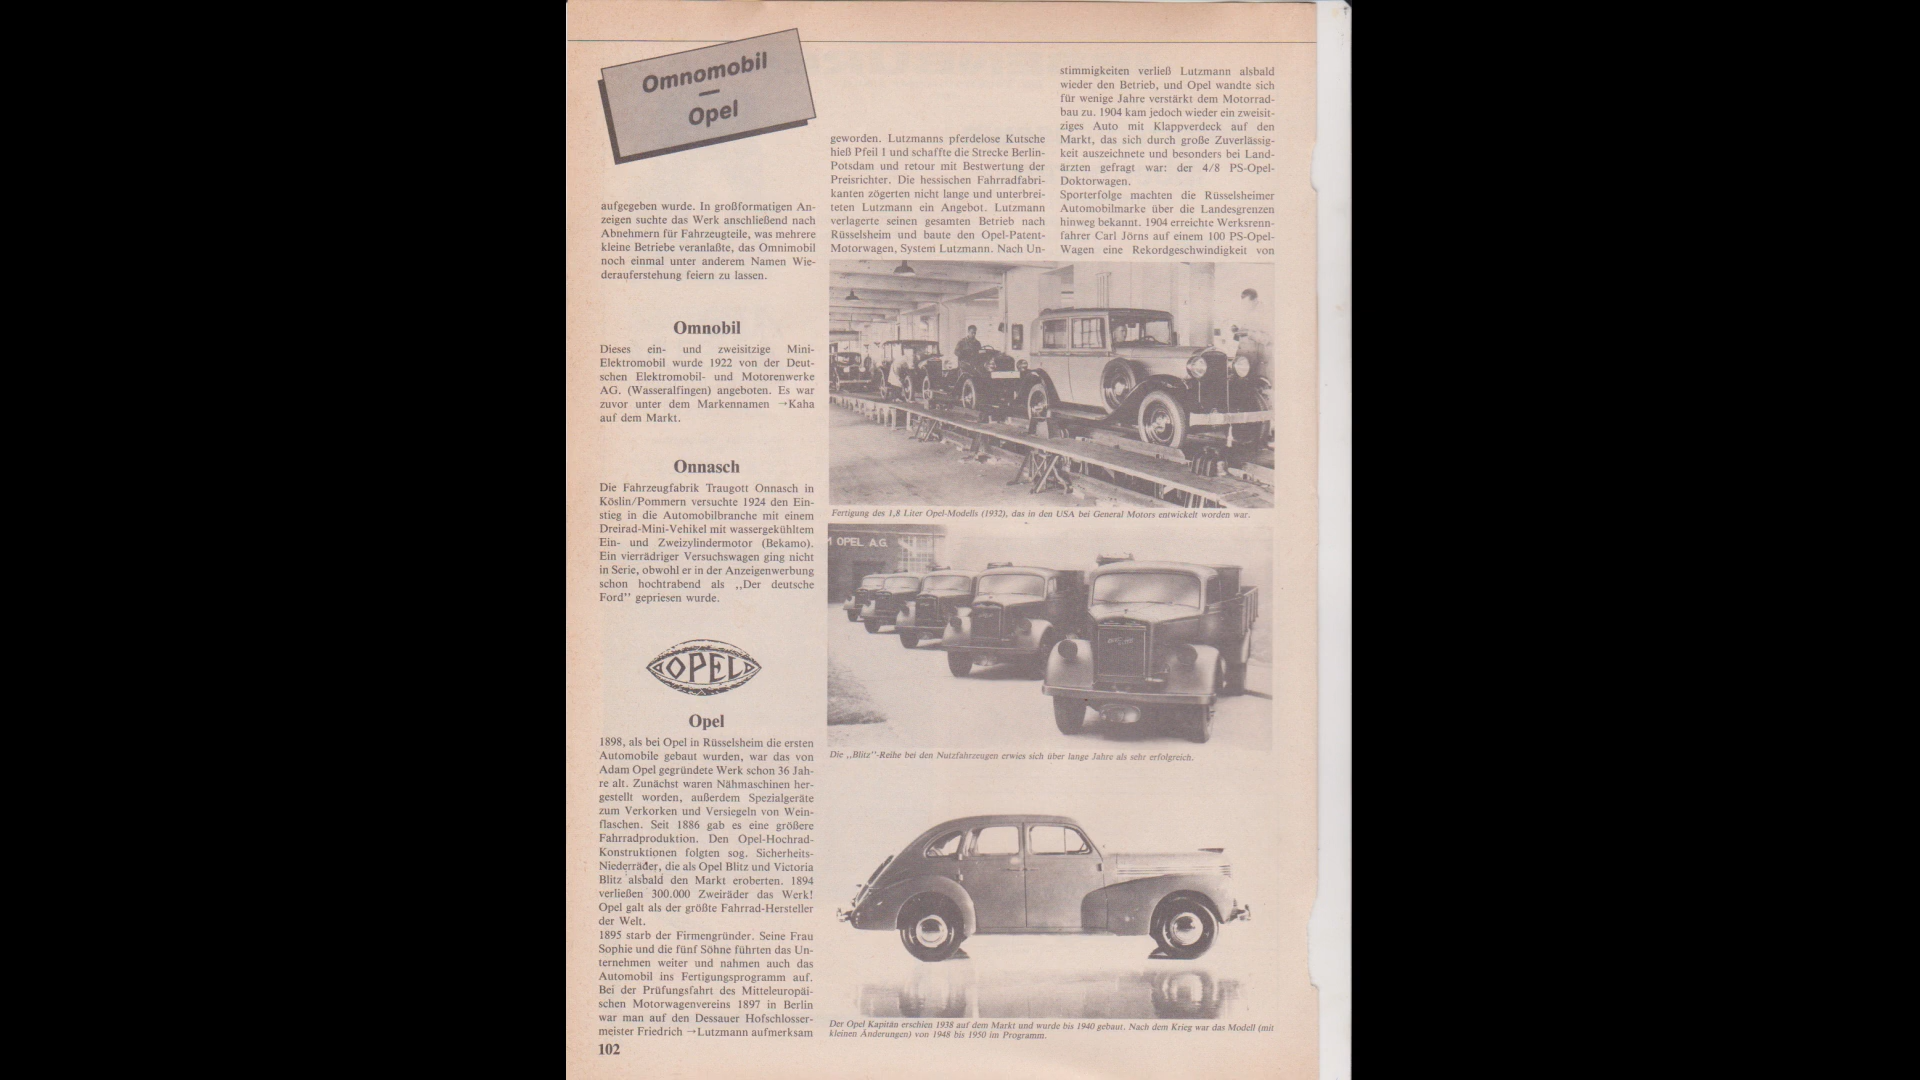 Omnomobil
–
Opel
aufgegeben wurde. In großformatigen An-
zeigen suchte das Werk anschließend nach
Abnehmern für Fahrzeugteile, was mehrere
kleine Betriebe veranlaßte, das Omnimobil
noch einmal unter anderem Namen Wie-
derauferstehung feiern zu lassen.
Omnobil
Dieses ein- und zweisitzige Mini-
Elektromobil wurde 1922 von der Deut-
schen Elektromobil- und Motorenwerke
AG. (Wasseralfingen) angeboten. Es war
zuvor unter dem Markennamen →Kaha
auf dem Markt.
Onnasch
Die Fahrzeugfabrik Traugott Onnasch in
Köslin/Pommern versuchte 1924 den Ein-
stieg in die Automobilbranche mit einem
Dreirad-Mini-Vehikel mit wassergekühltem
Ein- und Zweizylindermotor (Bekamo).
Ein vierrädriger Versuchswagen ging nicht
in Serie, obwohl er in der Anzeigenwerbung
schon hochtrabend als ,,Der deutsche
Ford'' gepriesen wurde.
OPEL
Opel
1898, als bei Opel in Rüsselsheim die ersten
Automobile gebaut wurden, war das von
Adam Opel gegründete Werk schon 36 Jah-
re alt. Zunächst waren Nähmaschinen her-
gestellt worden, außerdem Spezialgeräte
zum Verkorken und Versiegeln von Wein-
flaschen. Seit 1886 gab es eine größere
Fahrradproduktion. Den Opel-Hochrad-
Konstruktionen folgten sog. Sicherheits-
Niederräder, die als Opel Blitz und Victoria
Blitz alsbald den Markt eroberten. 1894
verließen 300.000 Zweiräder das Werk!
Opel galt als der größte Fahrrad-Hersteller
der Welt.
1895 starb der Firmengründer. Seine Frau
Sophie und die fünf Söhne führten das Un-
ternehmen weiter und nahmen auch das
Automobil ins Fertigungsprogramm auf.
Bei der Prüfungsfahrt des Mitteleuropäi-
schen Motorwagenvereins 1897 in Berlin
war man auf den Dessauer Hofschlosser-
meister Friedrich →Lutzmann aufmerksam
102
geworden. Lutzmanns pferdelose Kutsche
hieß Pfeil I und schaffte die Strecke Berlin-
Potsdam und retour mit Bestwertung der
Preisrichter. Die hessischen Fahrradfabri-
kanten zögerten nicht lange und unterbrei-
teten Lutzmann ein Angebot. Lutzmann
verlagerte seinen gesamten Betrieb nach
Rüsselsheim und baute den Opel-Patent-
Motorwagen, System Lutzmann. Nach Un-
stimmigkeiten verließ Lutzmann alsbald
wieder den Betrieb, und Opel wandte sich
für wenige Jahre verstärkt dem Motorrad-
bau zu. 1904 kam jedoch wieder ein zweisit-
ziges Auto mit Klappverdeck auf den
Markt, das sich durch große Zuverlässig-
keit auszeichnete und besonders bei Land-
ärzten gefragt war: der 4/8 PS-Opel-
Doktorwagen.
Sporterfolge machten die Rüsselsheimer
Automobilmarke über die Landesgrenzen
hinweg bekannt. 1904 erreichte Werksrenn-
fahrer Carl Jörns auf einem 100 PS-Opel-
Wagen eine Rekordgeschwindigkeit von
Fertigung des 1,8 Liter Opel-Modells (1932), das in den USA bei General Motors entwickelt worden war.
M OPEL A.G.
Die ,,Blitz''-Reihe bei den Nutzfahrzeugen erwies sich über lange Jahre als sehr erfolgreich.
Der Opel Kapitän erschien 1938 auf dem Markt und wurde bis 1940 gebaut. Nach dem Krieg war das Modell (mit
kleinen Änderungen) von 1948 bis 1950 im Programm.